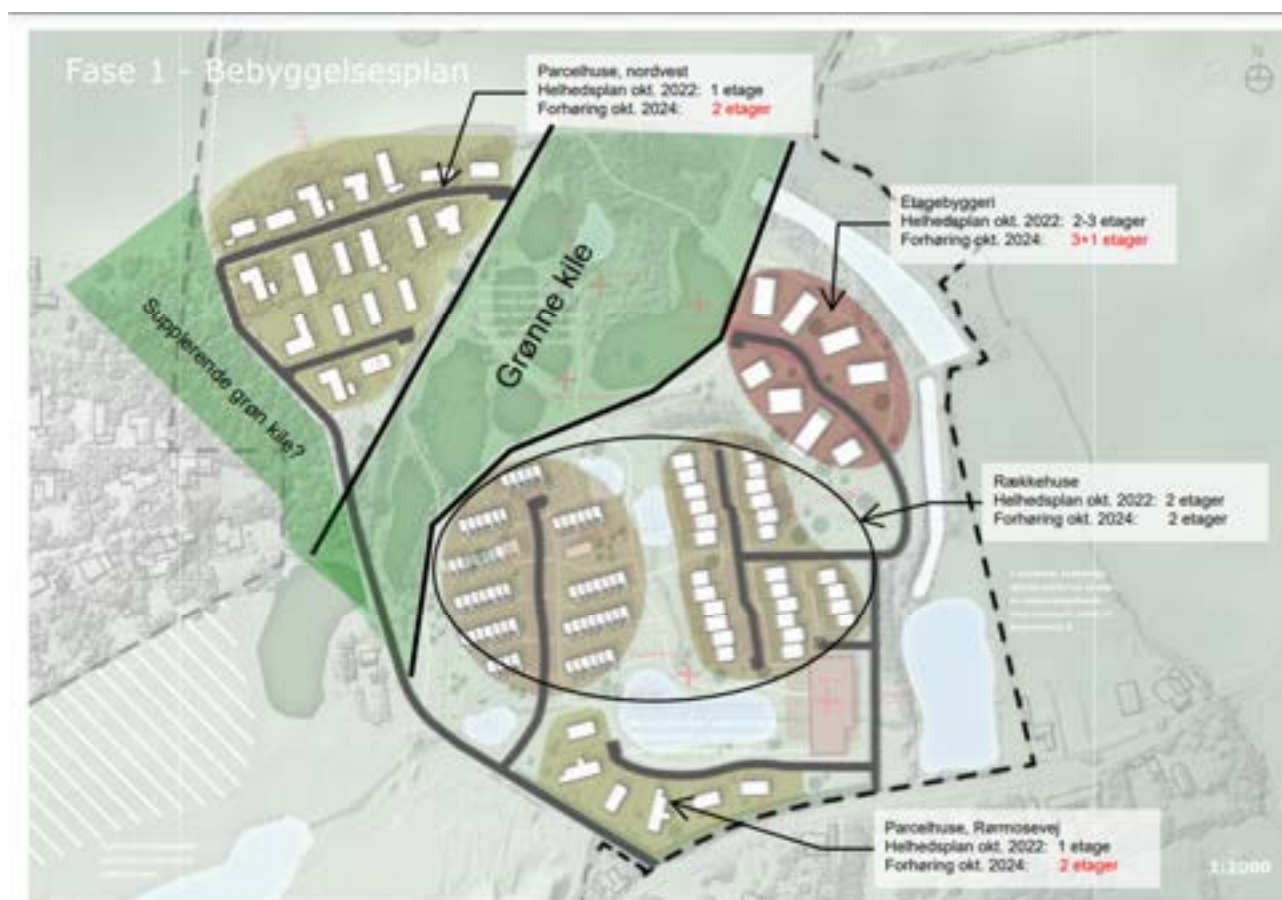 Fase 1 - Bebyggelsesplan
N
Parcelhuse, nordvest
Helhedsplan okt. 2022: 1 etage
Forhøring okt. 2024: 2 etager
Etagebyggeri
Helhedsplan okt. 2022: 2-3 etager
Forhøring okt. 2024: 3+1 etager
Grønne kile
Supplerende grøn kile?
Rækkehuse
Helhedsplan okt. 2022: 2 etager
Forhøring okt. 2024: 2 etager
Parcelhuse, Rørmosevej
Helhedsplan okt. 2022: 1 etage
Forhøring okt. 2024: 2 etager
1:2000